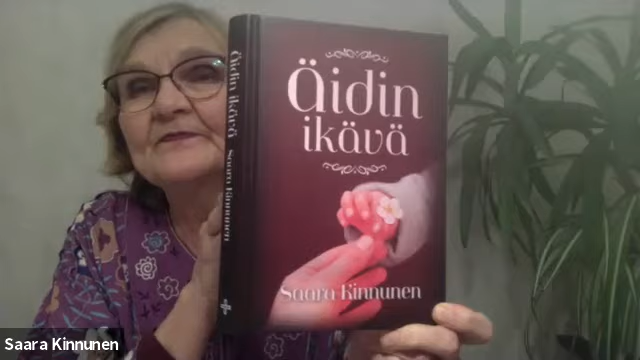 Äidin
ikävä
Saara Kinnunen
Äidin ikävä Saara Kinnunen
Saara Kinnunen